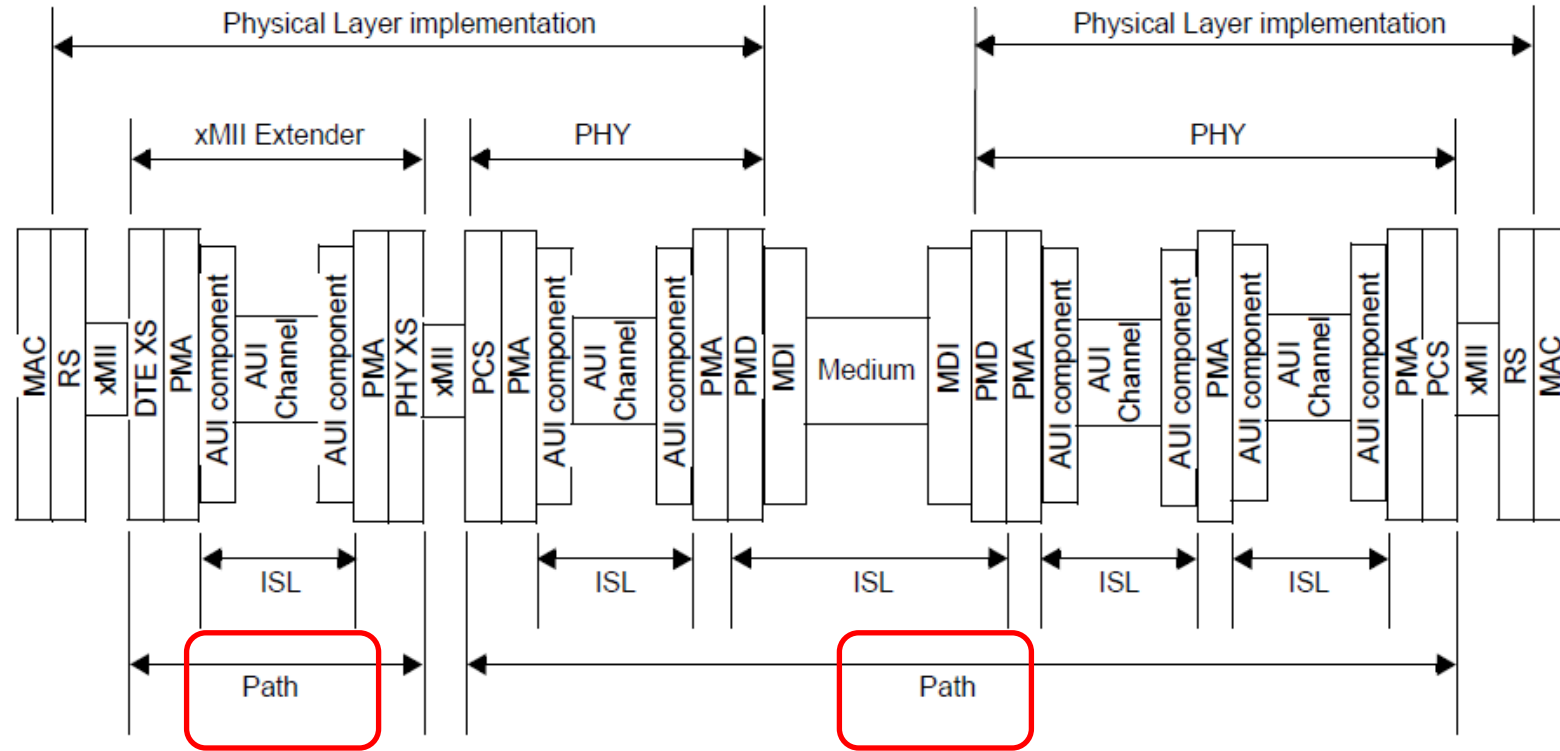 Physical Layer implementation
Physical Layer implementation
xMII Extender
PHY
PHY
MAC
RS
xMII
DTE XS
PMA
AUI component
AUI
Channel
AUI component
PMA
PHY XS
xMII
PCS
PMA
AUI component
AUI
Channel
AUI component
PMA
PMD
MDI
Medium
MDI
PMD
PMA
AUI component
AUI
Channel
AUI component
PMA
AUI component
AUI
Channel
AUI component
PMA
PCS
xMII
RS
MAC
ISL
ISL
ISL
ISL
ISL
Path
Path